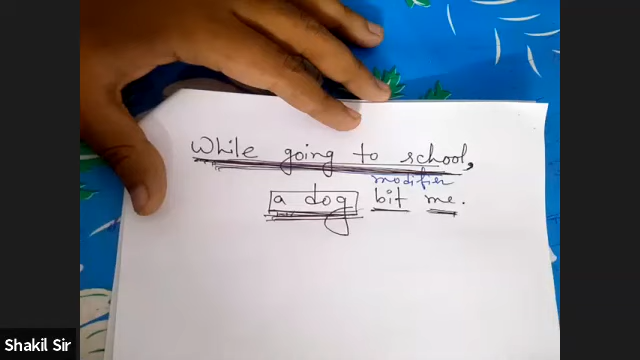 While going to school,
modifier
a dog bit me.
Shakil Sir